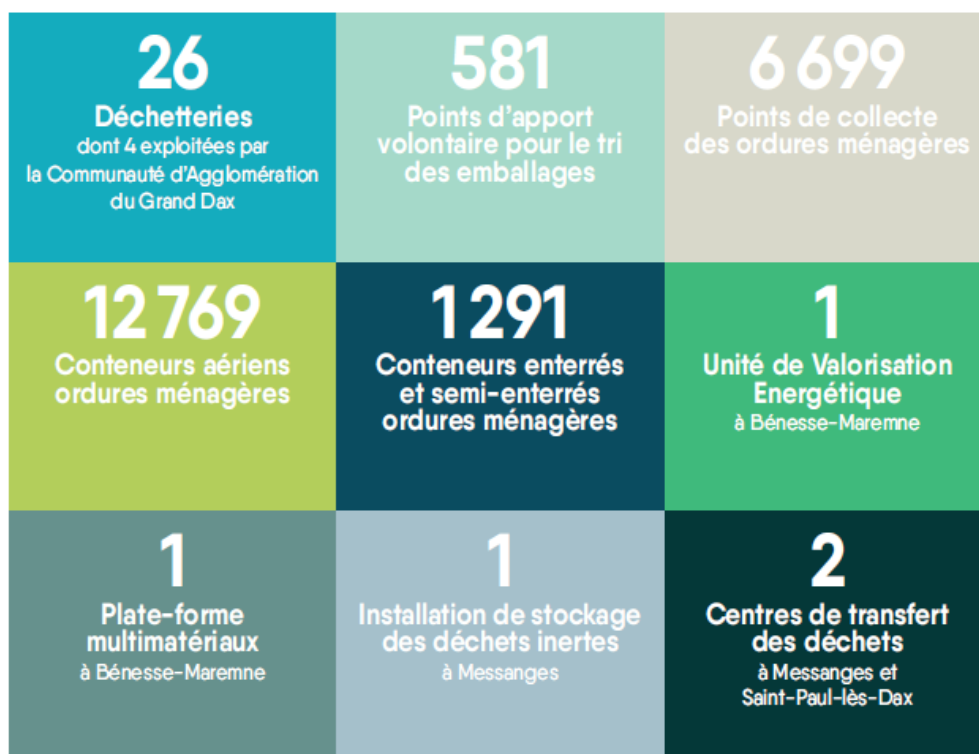 26
Déchetteries
dont 4 exploitées par
la Communauté d'Agglomération
du Grand Dax
581
Points d'apport
volontaire pour le tri
des emballages
6 699
Points de collecte
des ordures ménagères
12 769
Conteneurs aériens
ordures ménagères
1 291
Conteneurs enterrés
et semi-enterrés
ordures ménagères
1
Unité de Valorisation
Energétique
à Bénesse-Maremne
1
Plate-forme
multimatériaux
à Bénesse-Maremne
1
Installation de stockage
des déchets inertes
à Messanges
2
Centres de transfert
des déchets
à Messanges et
Saint-Paul-lès-Dax